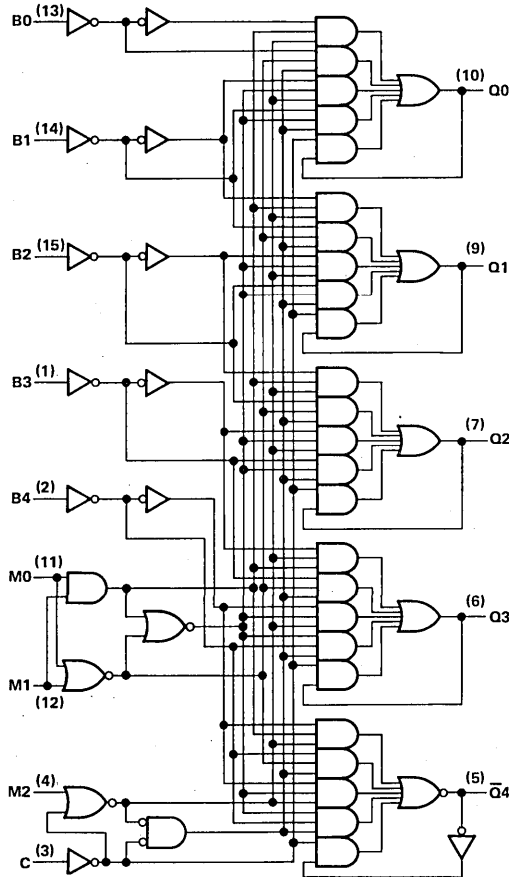 B0 (13)
(10) Q0
B1 (14)
B2 (15)
(9) Q1
B3 (1)
(7) Q2
B4 (2)
M0 (11)
(6) Q3
M1 (12)
M2 (4)
(5) Q̅4
C (3)